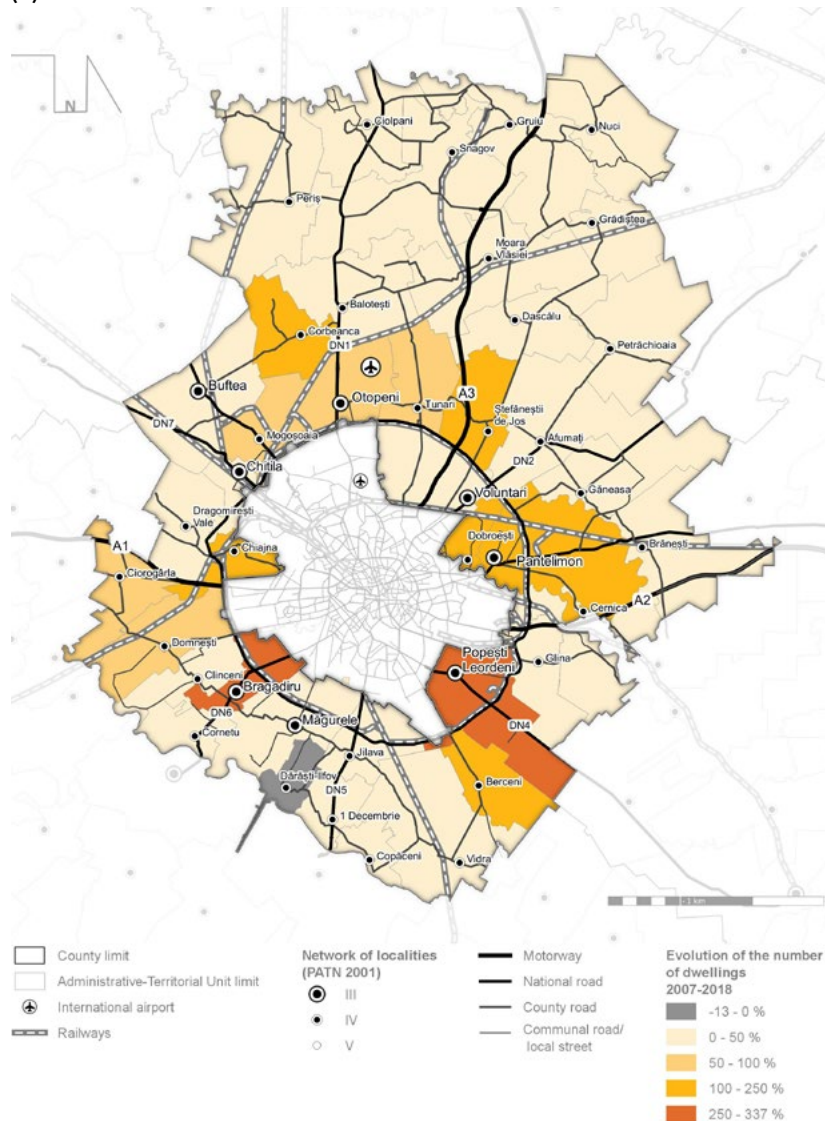 N
Ciolpani
Gruiu
Nuci
Snagov
Periș
Grădiștea
Moara
Vlăsiei
Balotești
Dascălu
Corbeanca
DN1
Petrăchioaia
Buftea
A3
Otopeni
Tunari
Ștefăneștii
de Jos
DN7
Mogoșoaia
Afumați
DN2
Chitila
Găneasa
Voluntari
Dragomirești
Vale
Dobroești
Brănești
A1
Chiajna
Pantelimon
Ciorogârla
Cernica
A2
Domnești
Popești
Leordeni
Glina
Clinceni
Bragadiru
DN6
Măgurele
DN4
Cornetu
Jilava
Dărăști-Ilfov
Berceni
DN5
1 Decembrie
Copăceni
Vidra
1 km
County limit
Administrative-Territorial Unit limit
International airport
Railways
Network of localities
(PATN 2001)
III
IV
V
Motorway
National road
County road
Communal road/
local street
Evolution of the number
of dwellings
2007-2018
-13 - 0 %
0 - 50 %
50 - 100 %
100 - 250 %
250 - 337 %